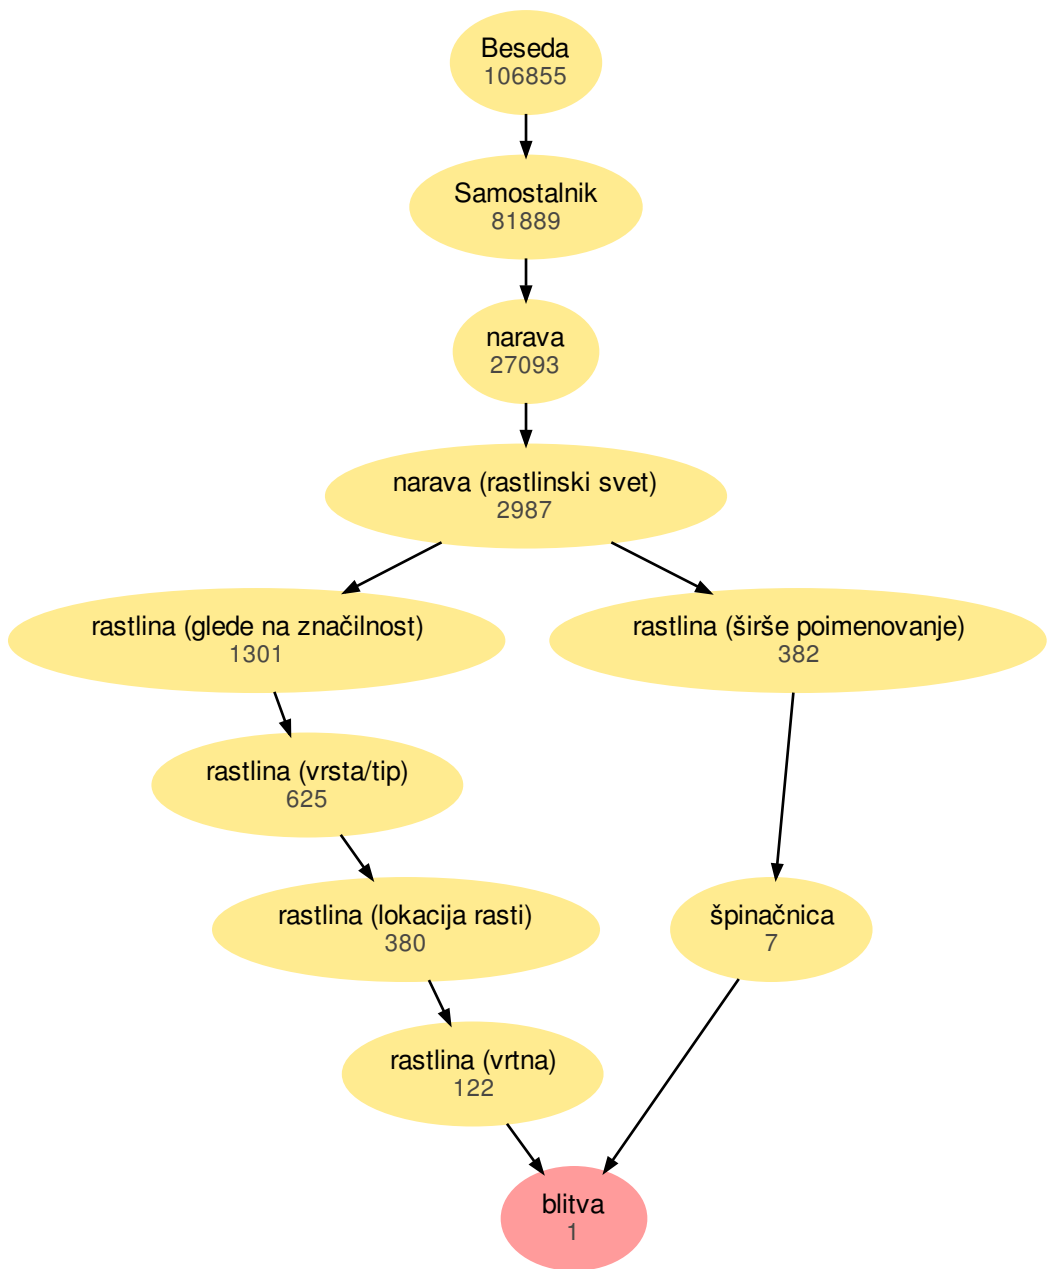 Beseda
106855
Samostalnik
81889
narava
27093
narava (rastlinski svet)
2987
rastlina (glede na značilnost)
1301
rastlina (širše poimenovanje)
382
rastlina (vrsta/tip)
625
rastlina (lokacija rasti)
380
špinačnica
7
rastlina (vrtna)
122
blitva
1